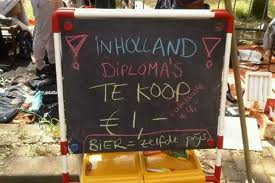 iNHOLLAND
DiPLOMA'S
TE KOOP
€ 1,-
BiER = zelfde prijs